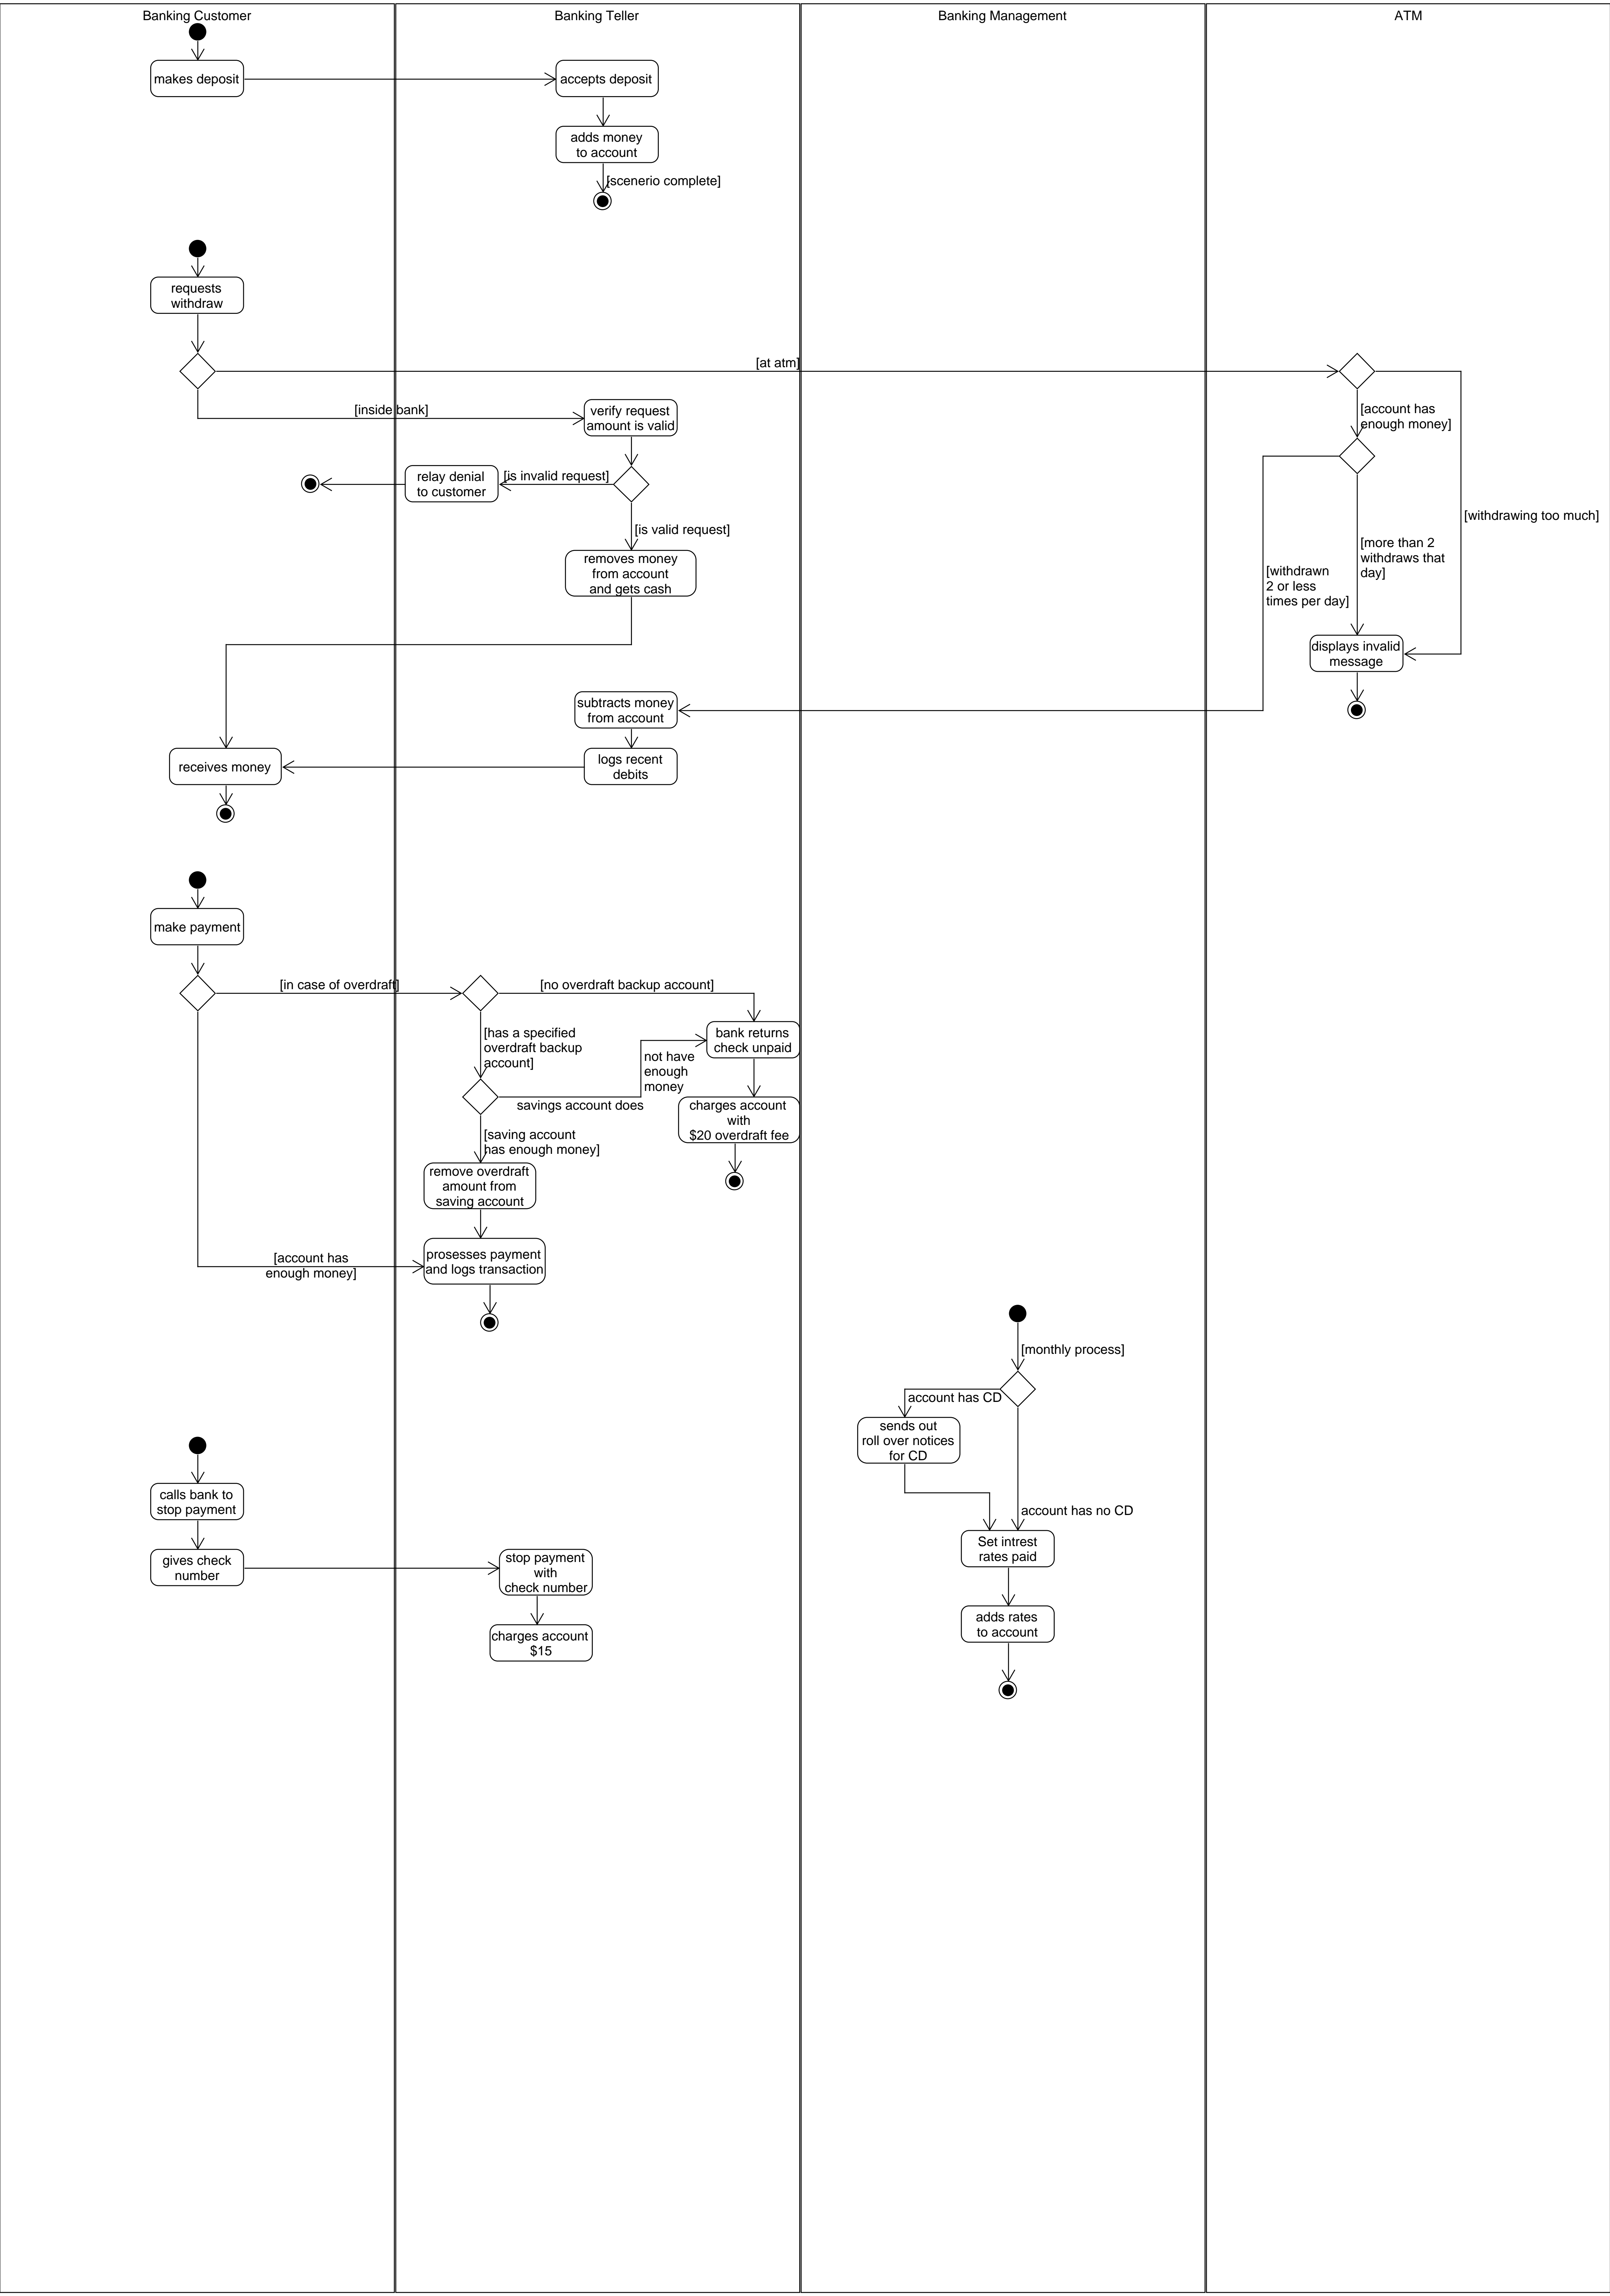 Banking Customer
Banking Teller
Banking Management
ATM
makes deposit
accepts deposit
adds money
to account
[scenerio complete]
requests
withdraw
[at atm]
[inside bank]
verify request
amount is valid
[account has
enough money]
relay denial
to customer
[is invalid request]
[is valid request]
[withdrawing too much]
[more than 2
withdraws that
day]
removes money
from account
and gets cash
[withdrawn
2 or less
times per day]
displays invalid
message
subtracts money
from account
receives money
logs recent
debits
make payment
[in case of overdraft]
[no overdraft backup account]
[has a specified
overdraft backup
account]
bank returns
check unpaid
not have
enough
money
savings account does
charges account
with
$20 overdraft fee
[saving account
has enough money]
remove overdraft
amount from
saving account
[account has
enough money]
prosesses payment
and logs transaction
[monthly process]
account has CD
sends out
roll over notices
for CD
calls bank to
stop payment
account has no CD
gives check
number
stop payment
with
check number
Set intrest
rates paid
charges account
$15
adds rates
to account